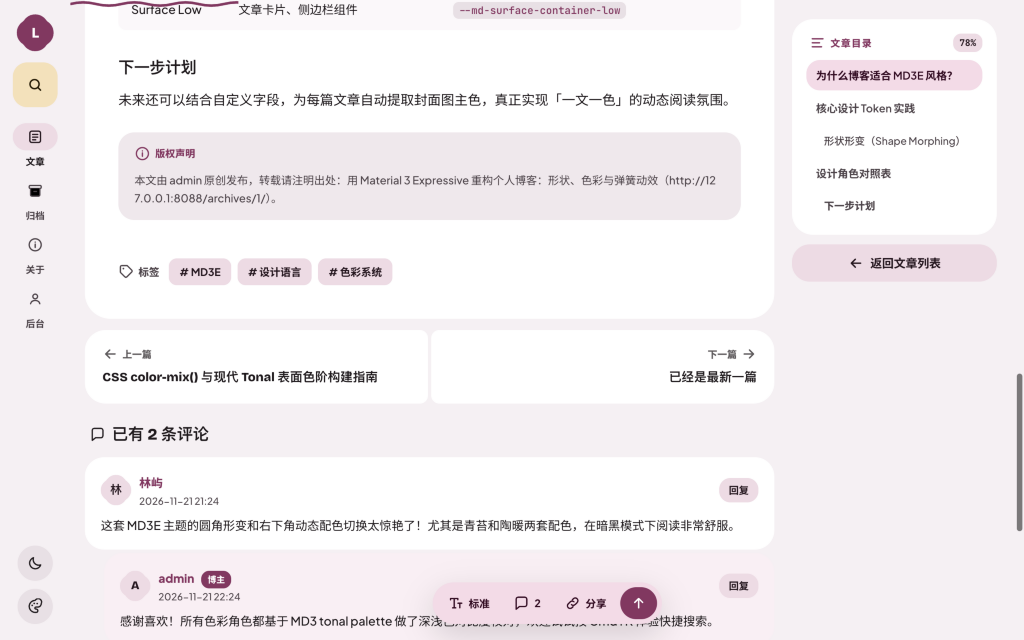 L
文章
归档
关于
后台
Surface Low 文章卡片、侧边栏组件 --md-surface-container-low
下一步计划
未来还可以结合自定义字段，为每篇文章自动提取封面图主色，真正实现「一文一色」的动态阅读氛围。
版权声明
本文由 admin 原创发布，转载请注明出处：用 Material 3 Expressive 重构个人博客：形状、色彩与弹簧动效（http://12
7.0.0.1:8088/archives/1/）。
标签 # MD3E # 设计语言 # 色彩系统
上一篇
CSS color-mix() 与现代 Tonal 表面色阶构建指南
下一篇
已经是最新一篇
已有 2 条评论
林 林屿
2026-11-21 21:24
回复
这套 MD3E 主题的圆角形变和右下角动态配色切换太惊艳了！尤其是青苔和陶暖两套配色，在暗黑模式下阅读非常舒服。
A admin 博主
2026-11-21 22:24
回复
感谢喜欢！所有色彩角色都基于 MD3 tonal palette 做了深浅
快捷搜索。
标准 2 分享
文章目录 78%
为什么博客适合 MD3E 风格？
核心设计 Token 实践
形状形变（Shape Morphing）
设计角色对照表
下一步计划
返回文章列表